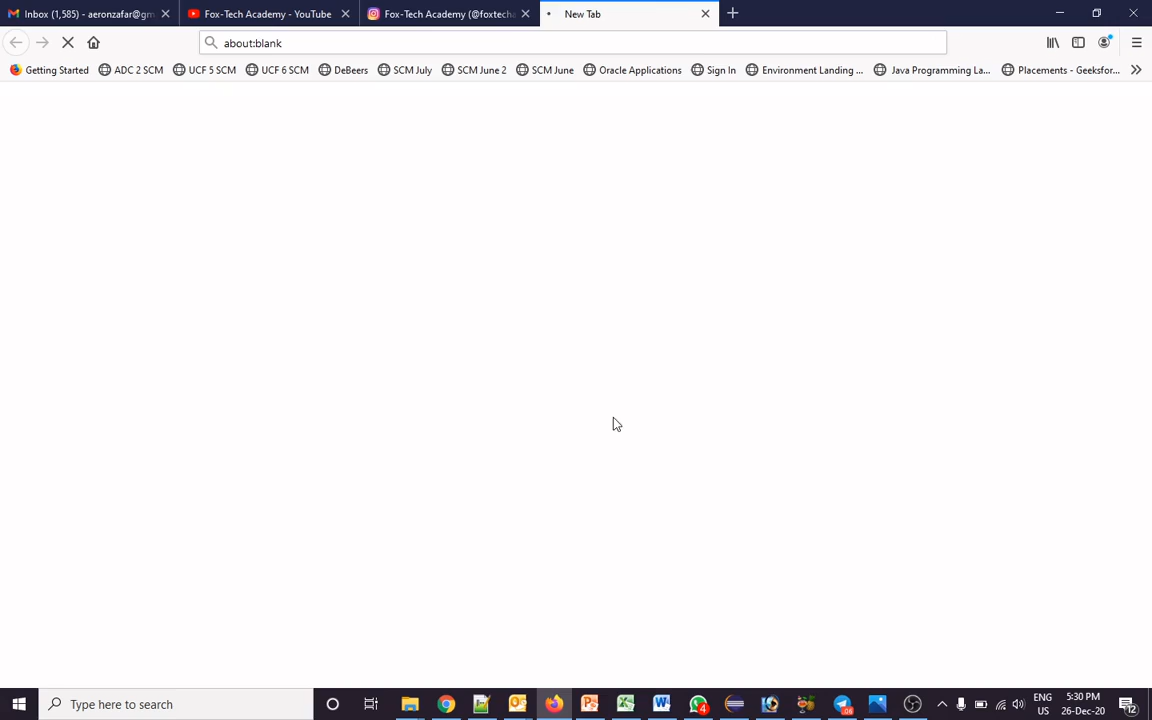 Inbox (1,585) - aeronzafar@gm
Fox-Tech Academy - YouTube
Fox-Tech Academy (@foxtecha
New Tab
about:blank
Getting Started
ADC 2 SCM
UCF 5 SCM
UCF 6 SCM
DeBeers
SCM July
SCM June 2
SCM June
Oracle Applications
Sign In
Environment Landing ...
Java Programming La...
Placements - Geeksfor...
Type here to search
4
ENG
US
5:30 PM
26-Dec-20
12